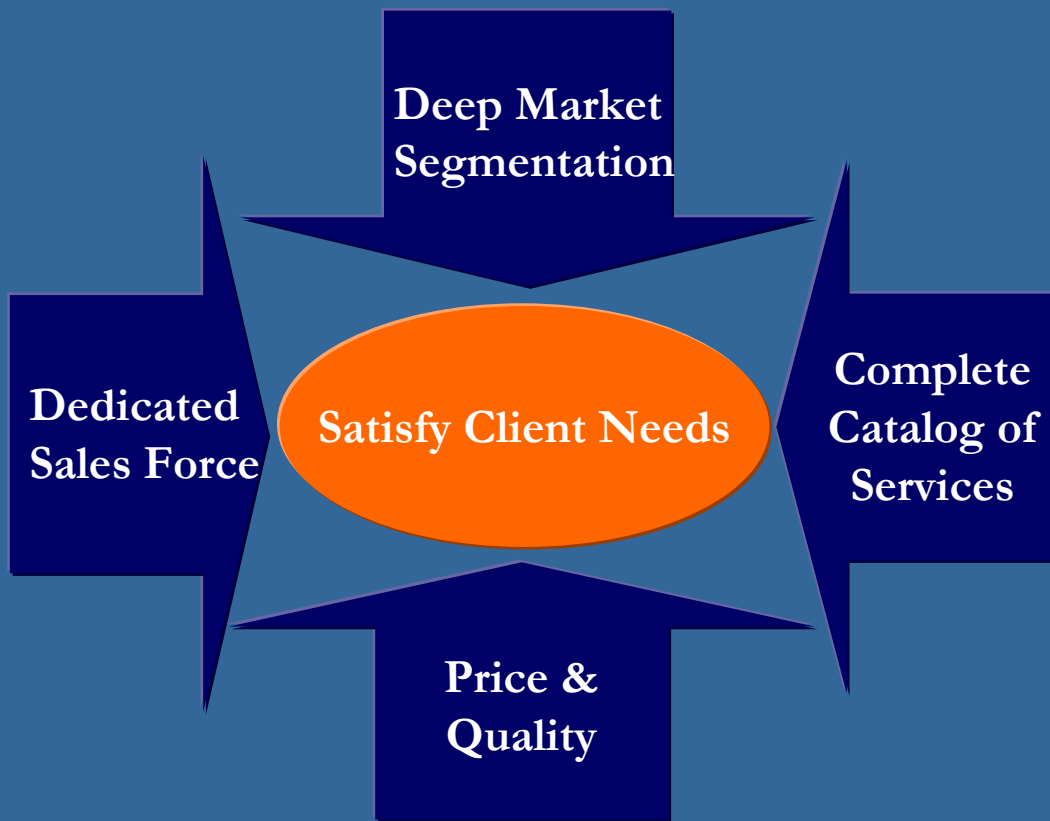 Deep Market
Segmentation
Dedicated
Sales Force
Satisfy Client Needs
Complete
Catalog of
Services
Price &
Quality